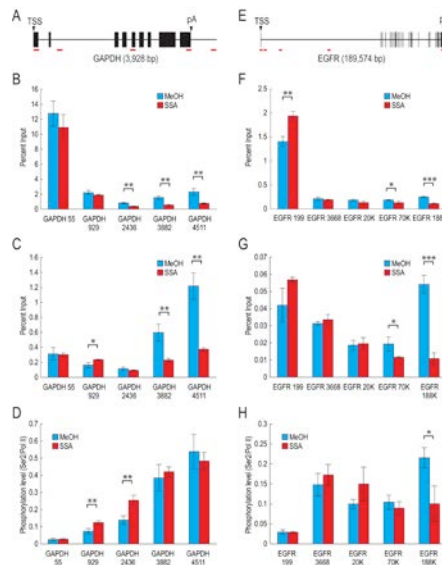 A
TSS
pA
GAPDH (3,928 bp)
E
TSS
EGFR (189,574 bp)
B
MeOH
SSA
Percent Input
14
12
10
8
6
4
2
0
**
**
**
GAPDH 55
GAPDH 929
GAPDH 2436
GAPDH 3882
GAPDH 4511
F
MeOH
SSA
Percent Input
2.5
2
1.5
1
0.5
0
**
*
***
EGFR 199
EGFR 3668
EGFR 20K
EGFR 70K
EGFR 188
C
MeOH
SSA
Percent Input
1.6
1.4
1.2
1.0
0.8
0.6
0.4
0.2
0
*
**
**
GAPDH 55
GAPDH 929
GAPDH 2436
GAPDH 3882
GAPDH 4511
G
MeOH
SSA
Percent Input
0.07
0.06
0.05
0.04
0.03
0.02
0.01
0
*
***
EGFR 199
EGFR 3668
EGFR 20K
EGFR 70K
EGFR 188K
D
MeOH
SSA
Phosphorylation level (Ser2/Pol II)
0.8
0.7
0.6
0.5
0.4
0.3
0.2
0.1
0
**
**
GAPDH 55
GAPDH 929
GAPDH 2436
GAPDH 3882
GAPDH 4511
H
MeOH
SSA
Phosphorylation level (Ser2/Pol II)
0.3
0.25
0.2
0.15
0.1
0.05
0
*
EGFR 199
EGFR 3668
EGFR 20K
EGFR 70K
EGFR 188K